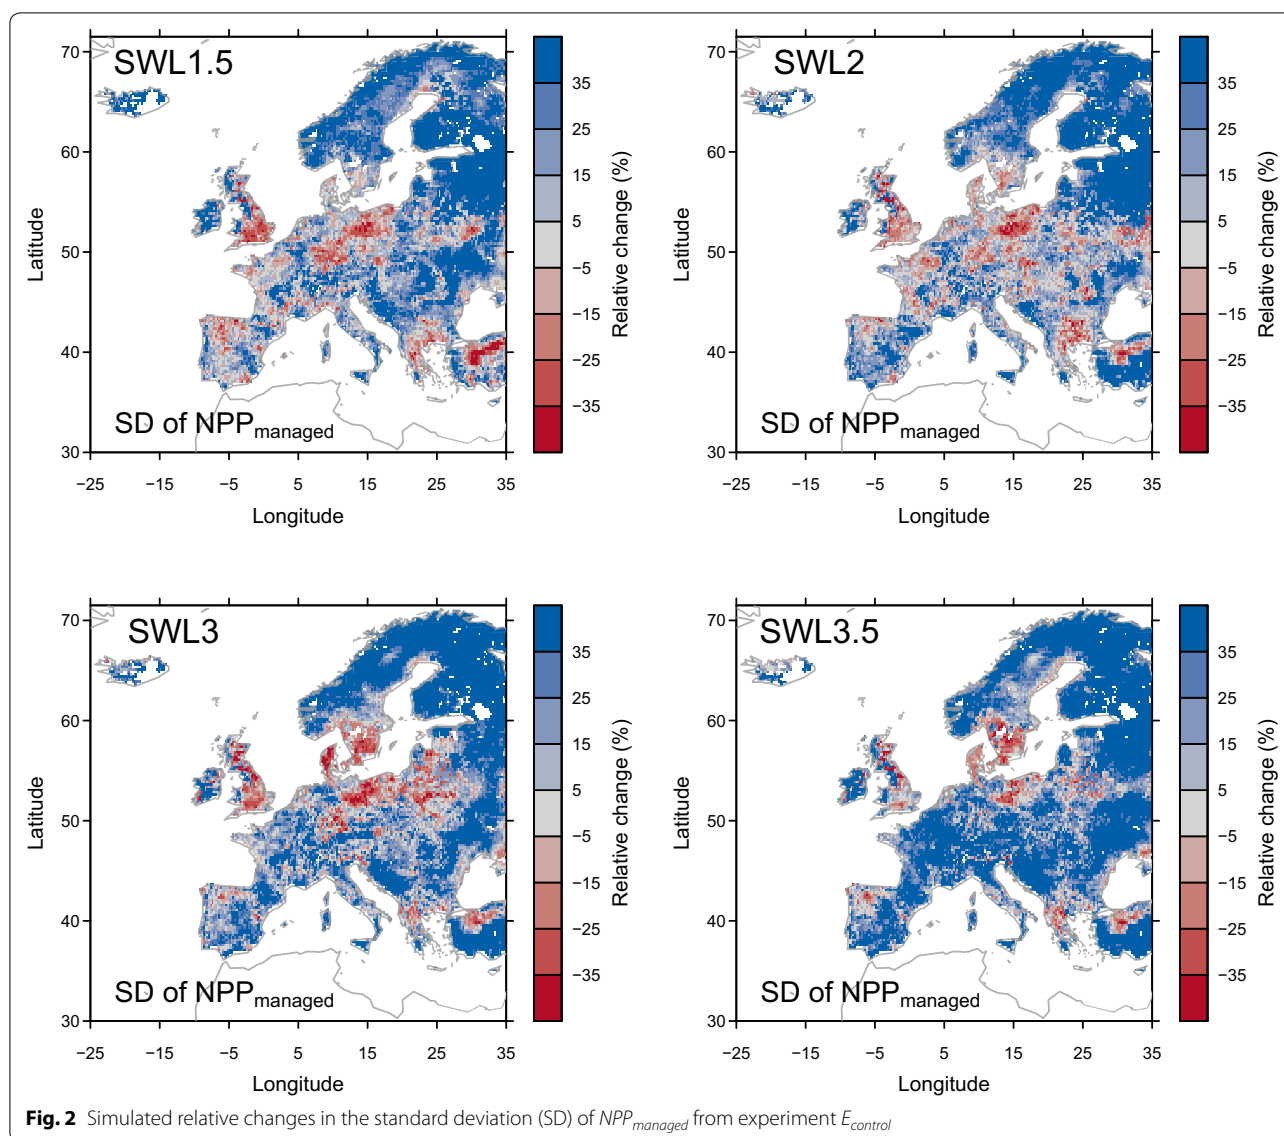 SWL1.5
SD of NPPmanaged
70
60
50
40
30
Latitude
−25 −15 −5 5 15 25 35
Longitude
35
25
15
5
−5
−15
−25
−35
Relative change (%)
SWL2
SD of NPPmanaged
70
60
50
40
30
Latitude
−25 −15 −5 5 15 25 35
Longitude
35
25
15
5
−5
−15
−25
−35
Relative change (%)
SWL3
SD of NPPmanaged
70
60
50
40
30
Latitude
−25 −15 −5 5 15 25 35
Longitude
35
25
15
5
−5
−15
−25
−35
Relative change (%)
SWL3.5
SD of NPPmanaged
70
60
50
40
30
Latitude
−25 −15 −5 5 15 25 35
Longitude
35
25
15
5
−5
−15
−25
−35
Relative change (%)
Fig. 2 Simulated relative changes in the standard deviation (SD) of NPPmanaged from experiment Econtrol